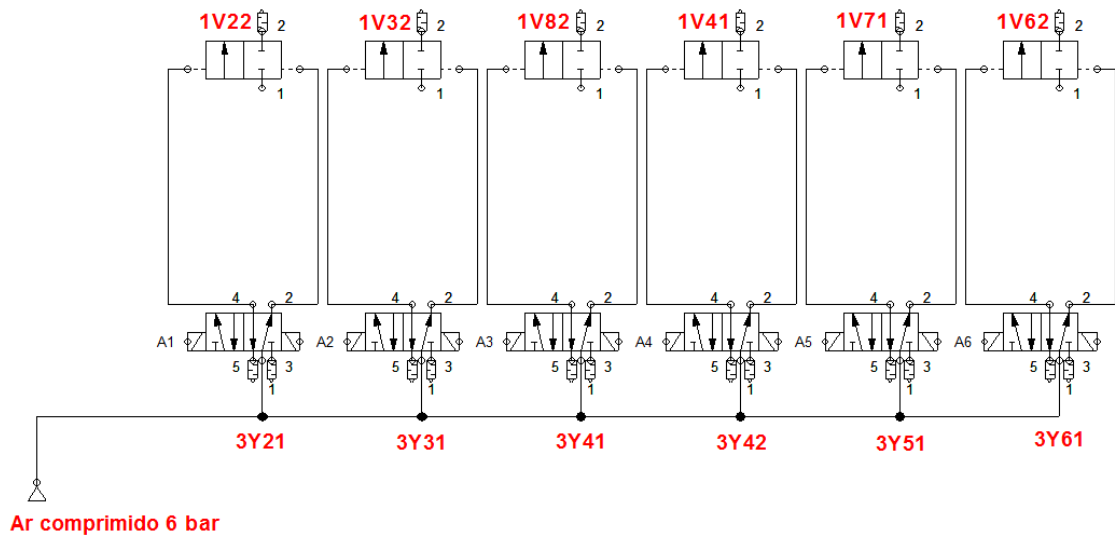 1V22 2 1V32 2 1V82 2 1V41 2 1V71 2 1V62 2
1 1 1 1 1 1
4 2 4 2 4 2 4 2 4 2 4 2
A1 A2 A3 A4 A5 A6
5 3 5 3 5 3 5 3 5 3 5 3
1 1 1 1 1 1
3Y21 3Y31 3Y41 3Y42 3Y51 3Y61
Ar comprimido 6 bar